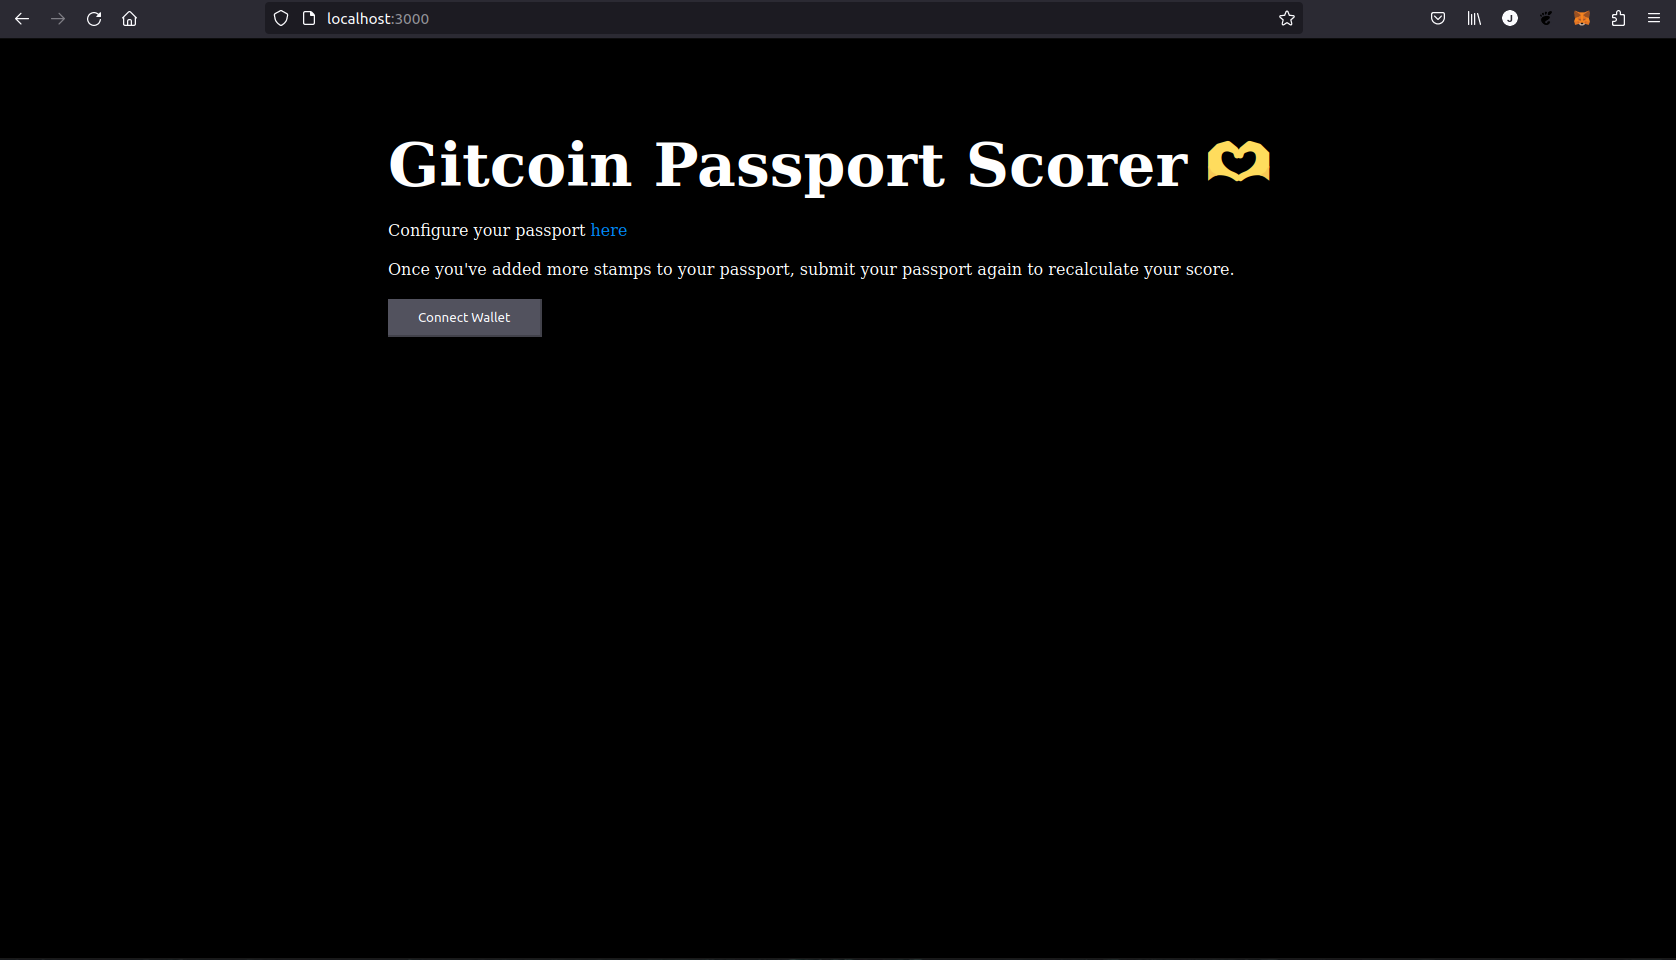 localhost:3000
J
Gitcoin Passport Scorer 🫶
Configure your passport here
Once you've added more stamps to your passport, submit your passport again to recalculate your score.
Connect Wallet